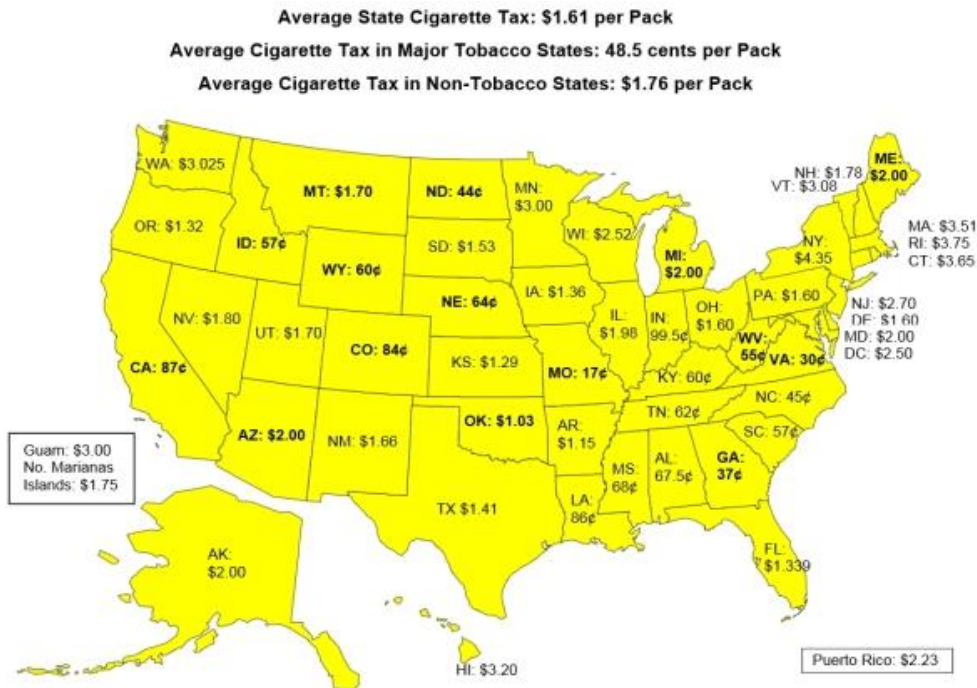 Average State Cigarette Tax: $1.61 per Pack
Average Cigarette Tax in Major Tobacco States: 48.5 cents per Pack
Average Cigarette Tax in Non-Tobacco States: $1.76 per Pack
WA: $3.025
OR: $1.32
CA: 87¢
NV: $1.80
ID: 57¢
MT: $1.70
WY: 60¢
UT: $1.70
AZ: $2.00
CO: 84¢
NM: $1.66
ND: 44¢
SD: $1.53
NE: 64¢
KS: $1.29
OK: $1.03
TX $1.41
MN:
$3.00
IA: $1.36
MO: 17¢
AR:
$1.15
LA:
86¢
WI: $2.52
IL:
$1.98
MI:
$2.00
IN:
99.5¢
OH:
$1.60
KY: 60¢
TN: 62¢
MS:
68¢
AL:
67.5¢
GA:
37¢
FL:
$1.339
SC: 57¢
NC: 45¢
VA: 30¢
WV:
55¢
PA: $1.60
NY:
$4.35
NH: $1.78
VT: $3.08
ME:
$2.00
MA: $3.51
RI: $3.75
CT: $3.65
NJ: $2.70
DE: $1.60
MD: $2.00
DC: $2.50
Guam: $3.00
No. Marianas
Islands: $1.75
AK:
$2.00
HI: $3.20
Puerto Rico: $2.23